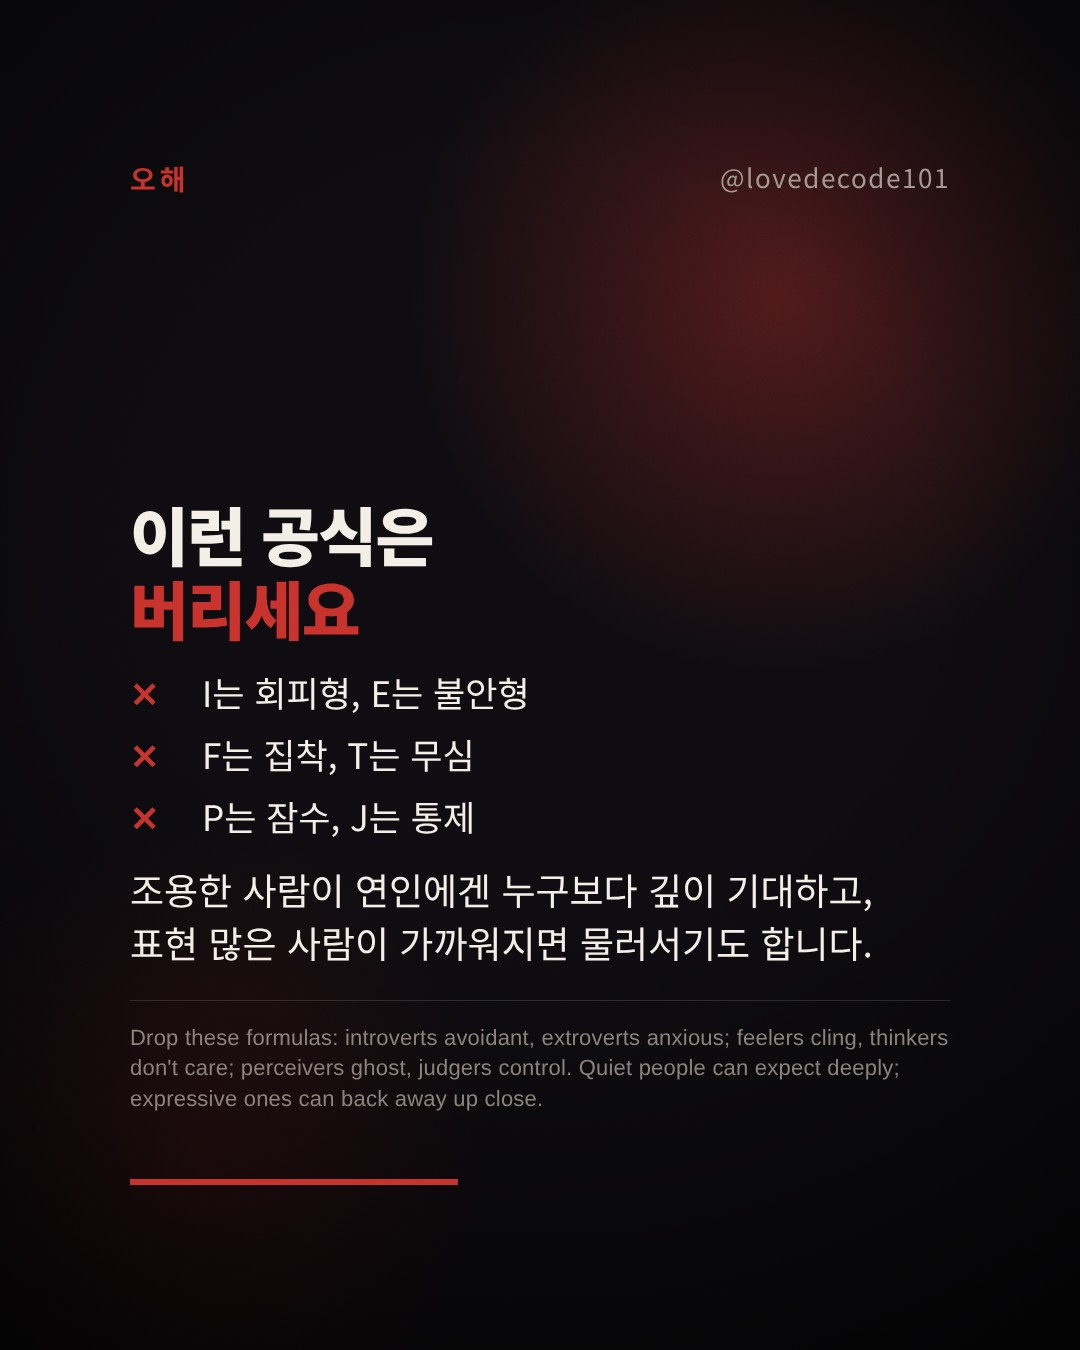 오해
@lovedecode101
이런 공식은
버리세요
✕ I는 회피형, E는 불안형
✕ F는 집착, T는 무심
✕ P는 잠수, J는 통제
조용한 사람이 연인에겐 누구보다 깊이 기대하고,
표현 많은 사람이 가까워지면 물러서기도 합니다.
Drop these formulas: introverts avoidant, extroverts anxious; feelers cling, thinkers
don't care; perceivers ghost, judgers control. Quiet people can expect deeply;
expressive ones can back away up close.